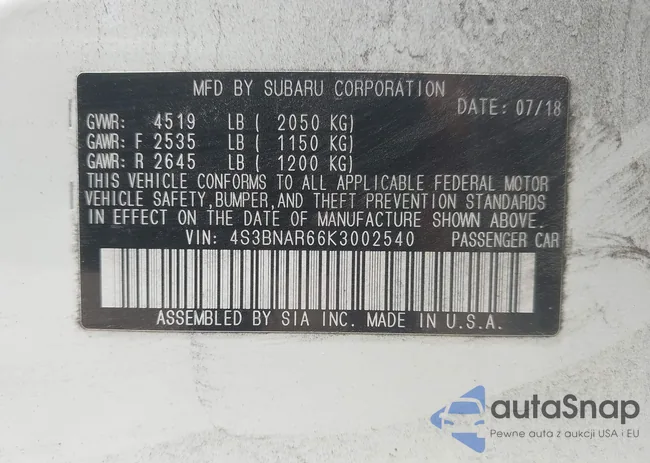 MFD BY SUBARU CORPORATION
DATE: 07/18
GVWR: 4519 LB ( 2050 KG)
GAWR: F 2535 LB ( 1150 KG)
GAWR: R 2645 LB ( 1200 KG)
THIS VEHICLE CONFORMS TO ALL APPLICABLE FEDERAL MOTOR
VEHICLE SAFETY, BUMPER, AND THEFT PREVENTION STANDARDS
IN EFFECT ON THE DATE OF MANUFACTURE SHOWN ABOVE.
VIN: 4S3BNAR66K3002540 PASSENGER CAR
ASSEMBLED BY SIA INC. MADE IN U.S.A.
autoSnap
Pewne auta z aukcji USA i EU